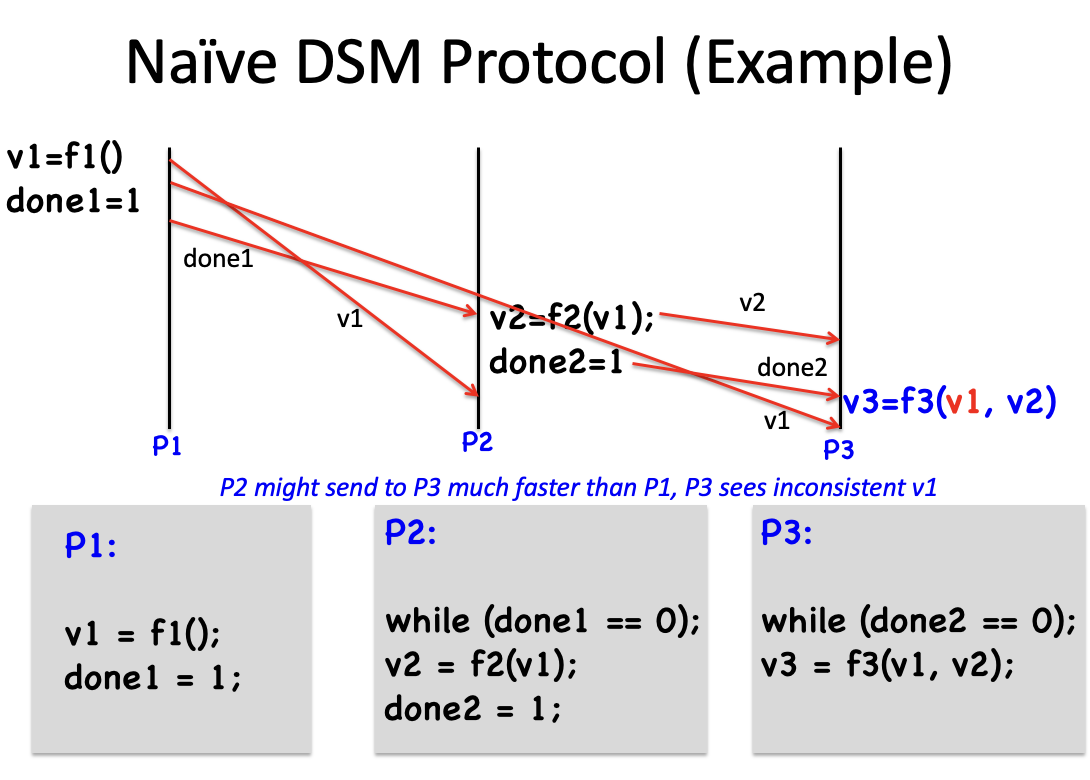 Naïve DSM Protocol (Example)
v1=f1()
done1=1
done1
v1
v2=f2(v1);
done2=1
v2
done2
v1
v3=f3(v1, v2)
P1
P2
P3
P2 might send to P3 much faster than P1, P3 sees inconsistent v1
P1:
v1 = f1();
done1 = 1;
P2:
while (done1 == 0);
v2 = f2(v1);
done2 = 1;
P3:
while (done2 == 0);
v3 = f3(v1, v2);